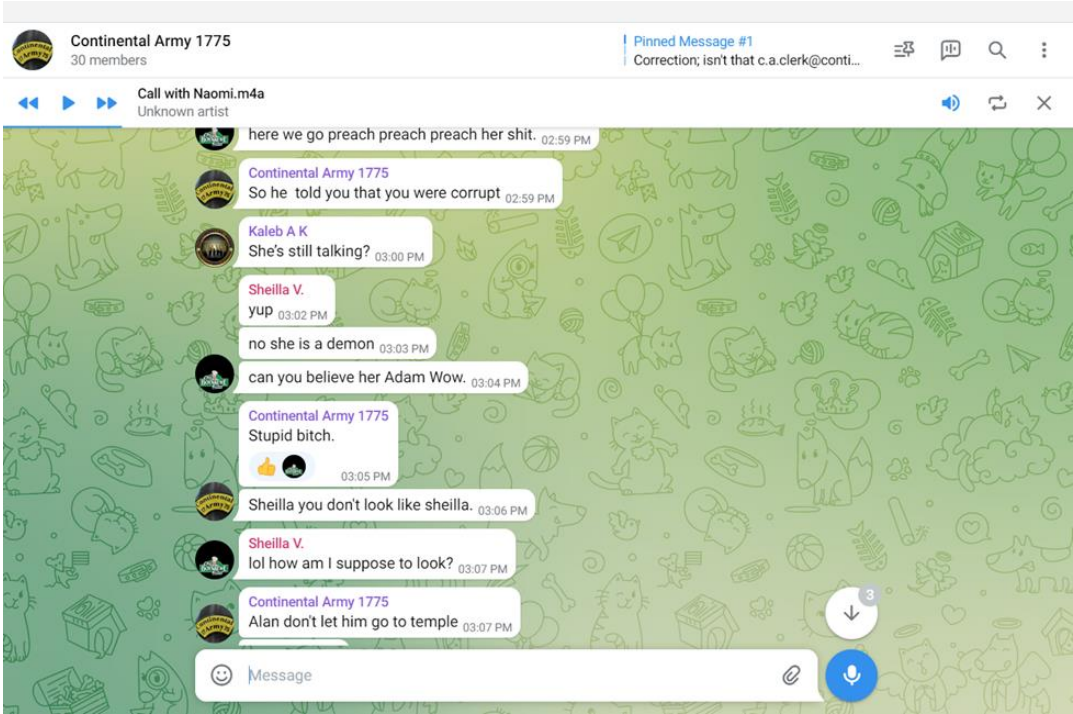 Continental Army 1775
30 members
Pinned Message #1
Correction; isn't that c.a.clerk@conti...
Call with Naomi.m4a
Unknown artist
here we go preach preach preach her shit. 02:59 PM
Continental Army 1775
So he told you that you were corrupt 02:59 PM
Kaleb A K
She's still talking? 03:00 PM
Sheilla V.
yup 03:02 PM
no she is a demon 03:03 PM
can you believe her Adam Wow. 03:04 PM
Continental Army 1775
Stupid bitch.
03:05 PM
Sheilla you don't look like sheilla. 03:06 PM
Sheilla V.
lol how am I suppose to look? 03:07 PM
Continental Army 1775
Alan don't let him go to temple 03:07 PM
3
Message